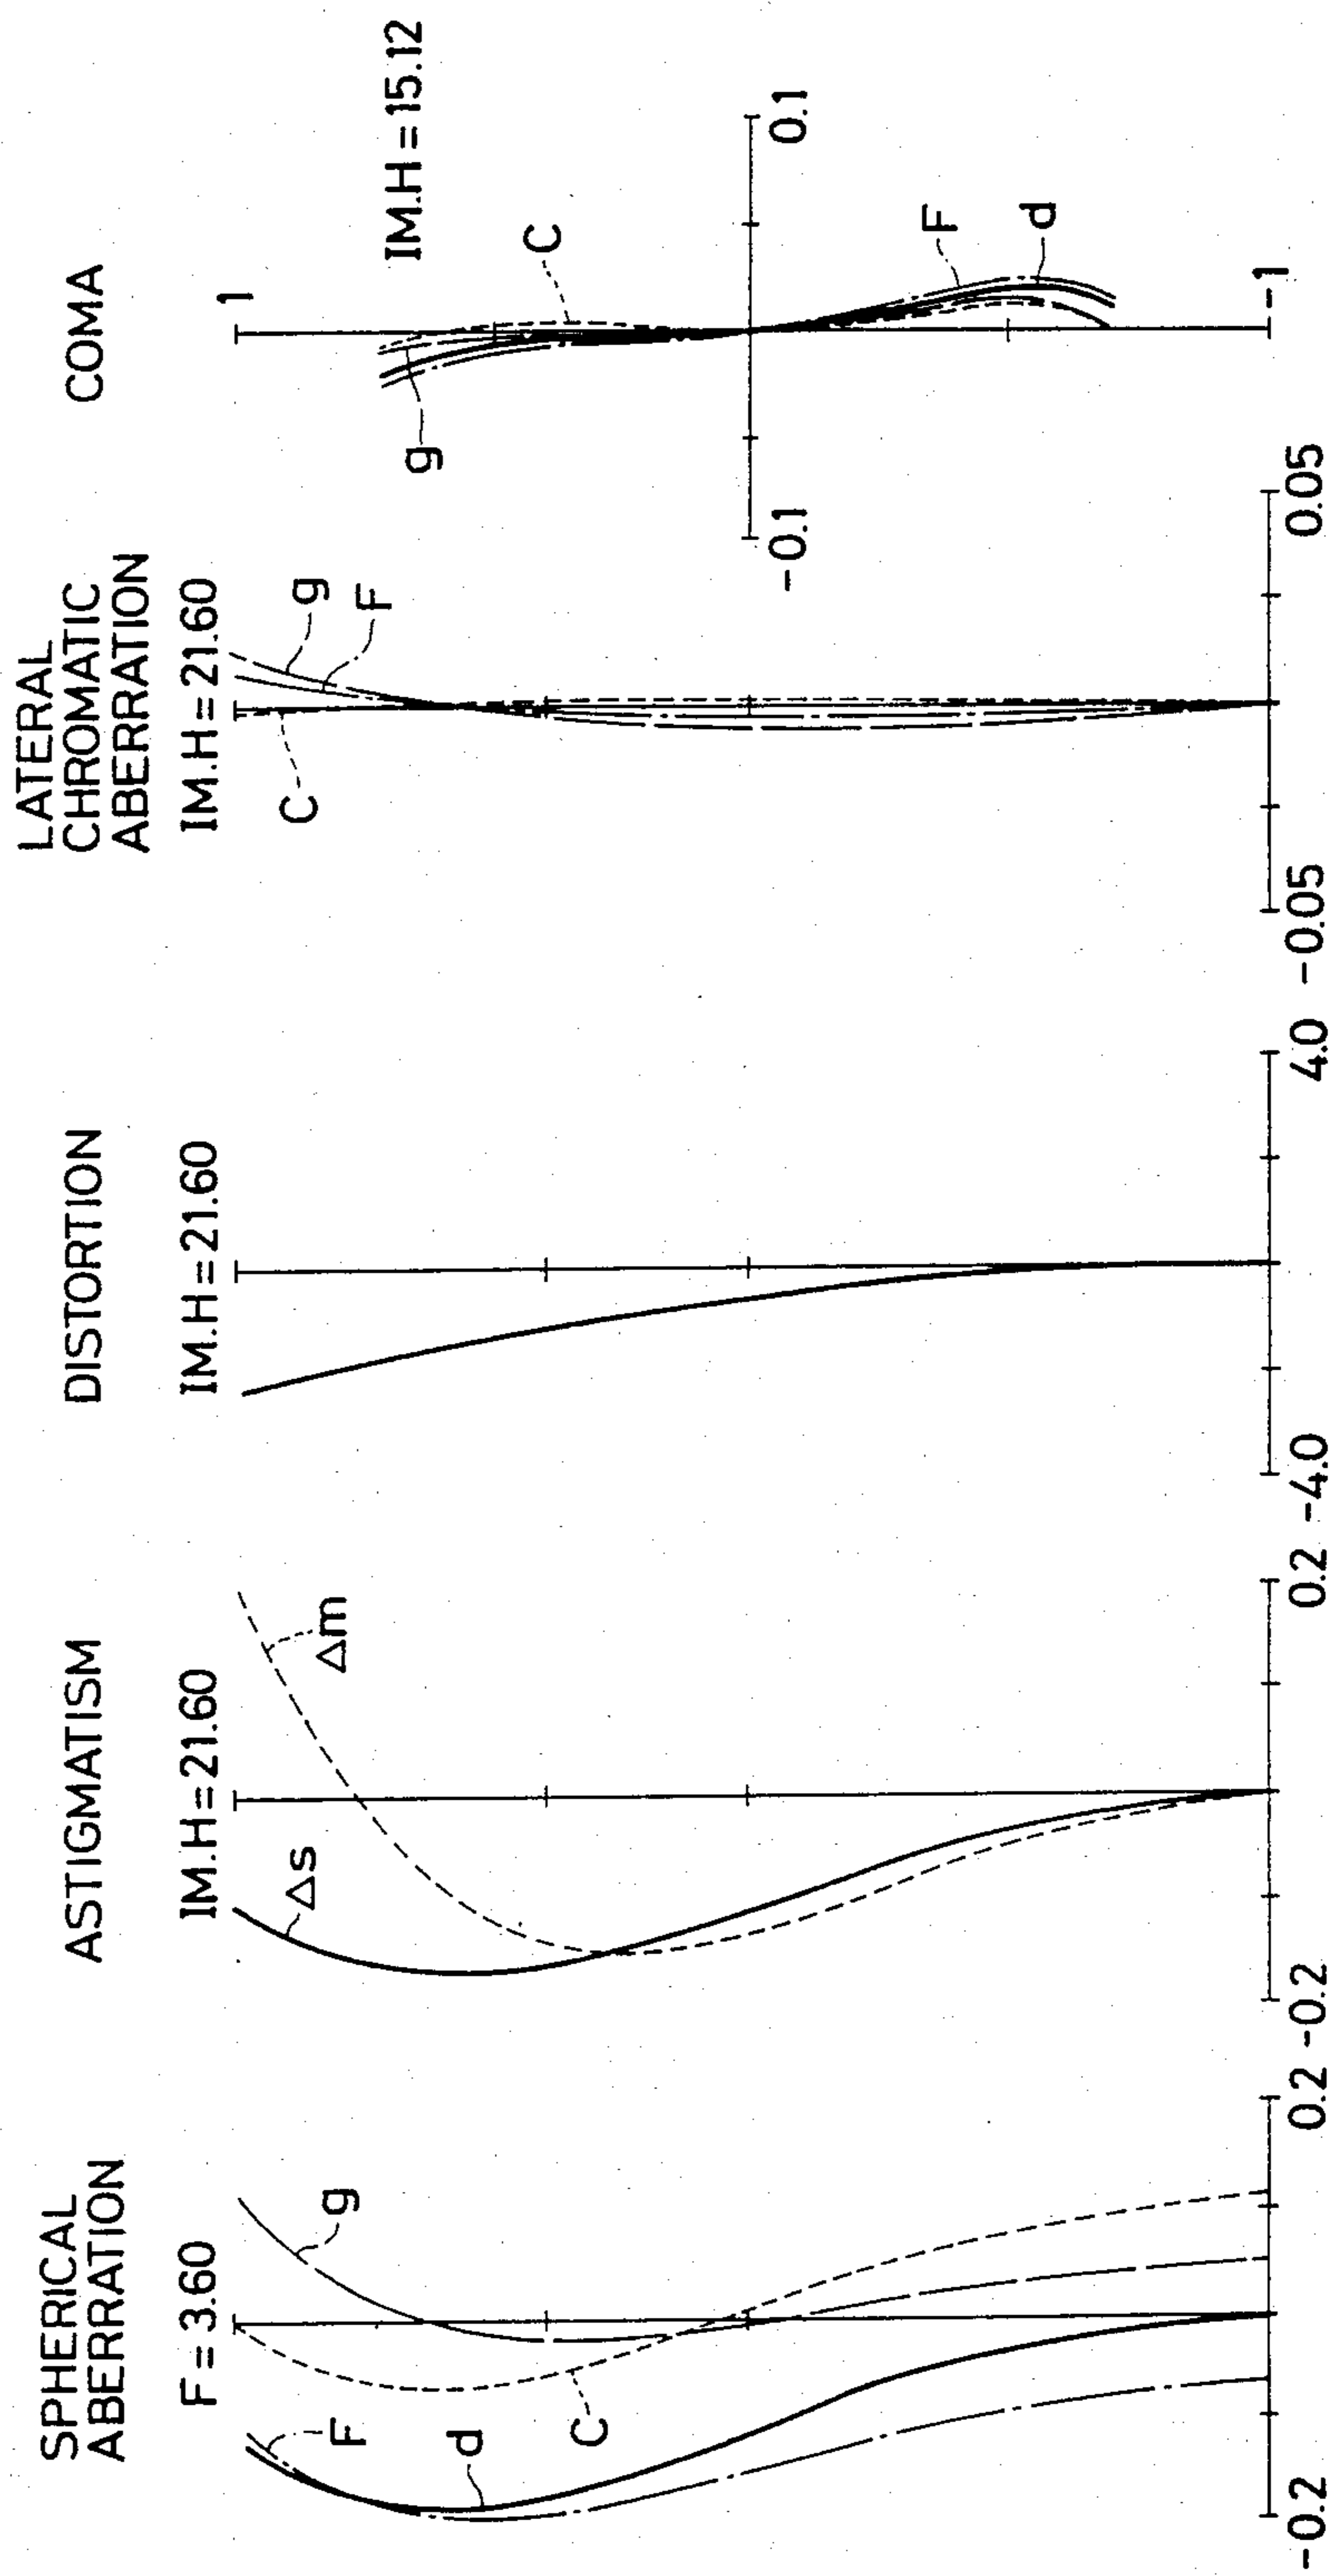 SPHERICAL
ABERRATION
F = 3.60
F
d
C
g
-0.2
0.2
ASTIGMATISM
IM.H = 21.60
Δs
Δm
-0.2
0.2
DISTORTION
IM.H = 21.60
-4.0
4.0
LATERAL
CHROMATIC
ABERRATION
IM.H = 21.60
C
g
F
-0.05
0.05
COMA
1
IM.H = 15.12
g
C
-0.1
0.1
F
d
-1